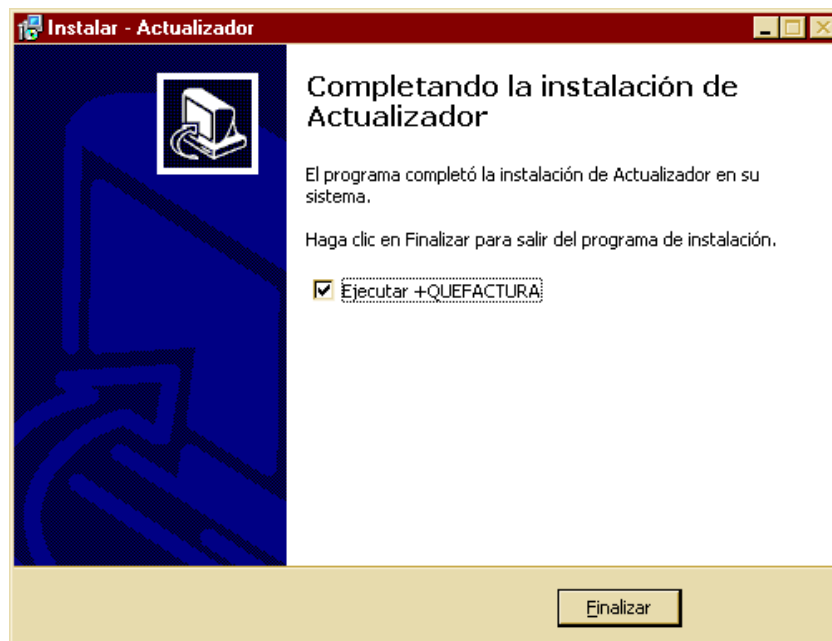 Instalar - Actualizador
Completando la instalación de
Actualizador
El programa completó la instalación de Actualizador en su
sistema.
Haga clic en Finalizar para salir del programa de instalación.
Ejecutar +QUEFACTURA
Finalizar